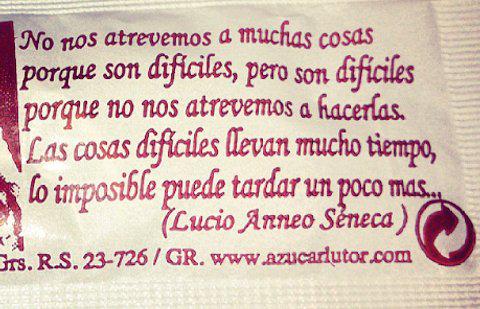 No nos atrevemos a muchas cosas
porque son difíciles, pero son difíciles
porque no nos atrevemos a hacerlas.
Las cosas difíciles llevan mucho tiempo,
lo imposible puede tardar un poco mas...
(Lucio Anneo Séneca)
Grs. R.S. 23-726 / GR. www.azucarlutor.com